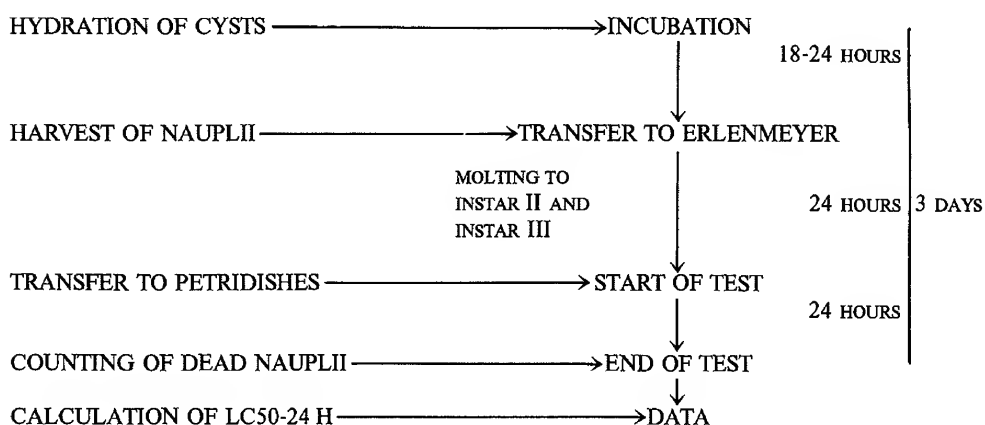 HYDRATION OF CYSTS
INCUBATION
18-24 HOURS
HARVEST OF NAUPLII
TRANSFER TO ERLENMEYER
MOLTING TO
INSTAR II AND
INSTAR III
24 HOURS
3 DAYS
TRANSFER TO PETRIDISHES
START OF TEST
24 HOURS
COUNTING OF DEAD NAUPLII
END OF TEST
CALCULATION OF LC50-24 H
DATA